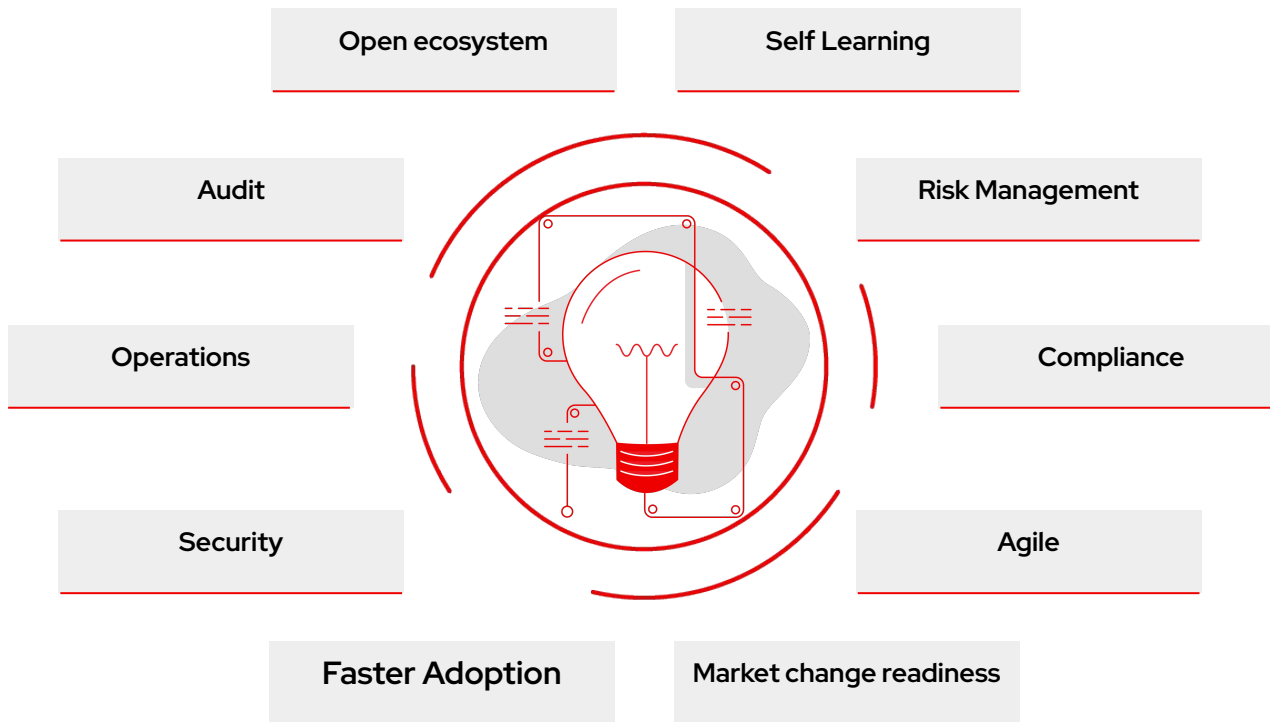 Open ecosystem
Self Learning
Audit
Risk Management
Operations
Compliance
Security
Agile
Faster Adoption
Market change readiness